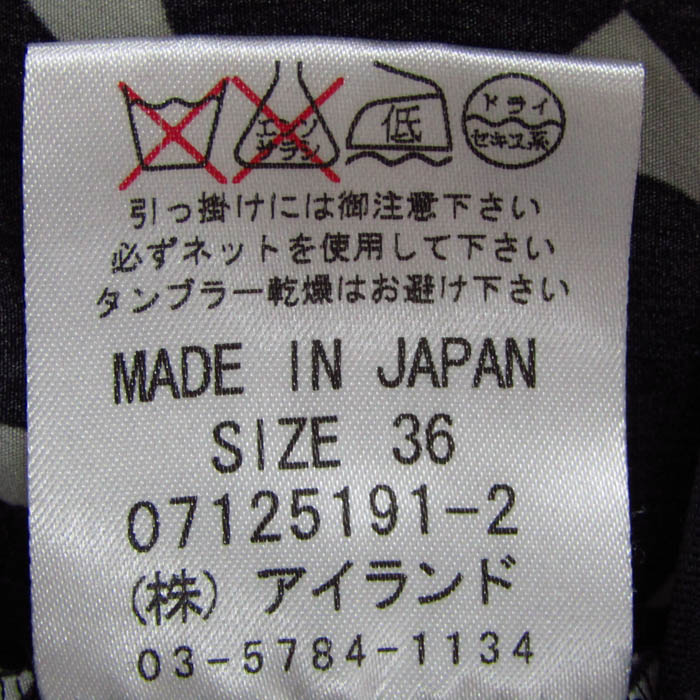 エンソ
サラシ
低
ドライ
セキユ系
引っ掛けには御注意下さい
必ずネットを使用して下さい
タンブラー乾燥はお避け下さい
MADE IN JAPAN
SIZE 36
07125191-2
(株) アイランド
03-5784-1134